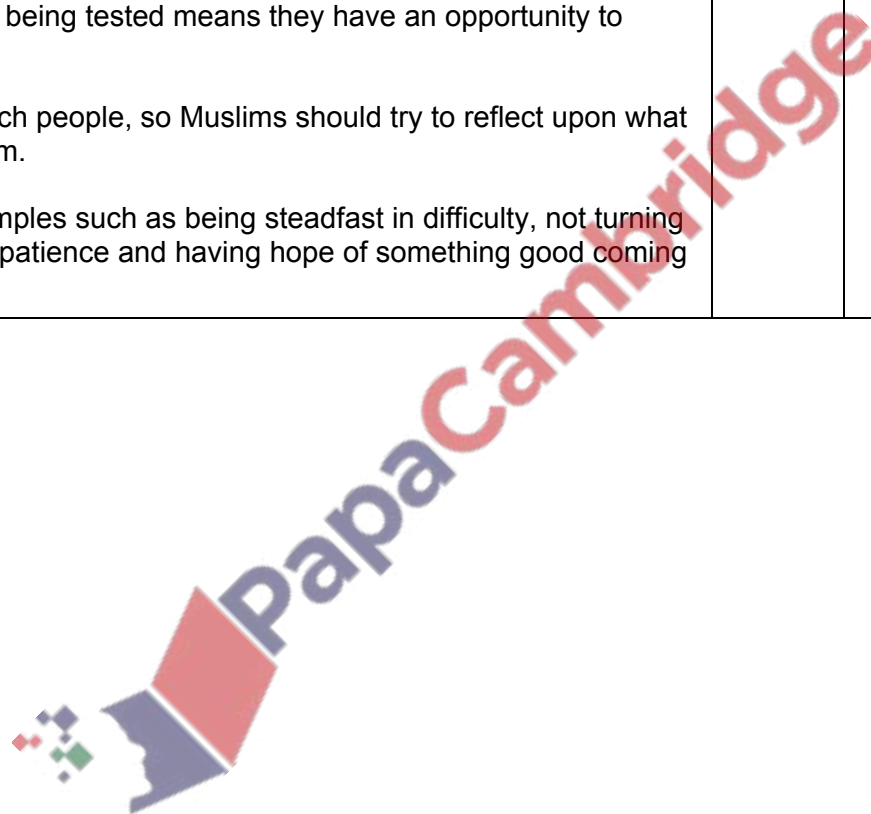 being tested means they have an opportunity to
ch people, so Muslims should try to reflect upon what
m.
mples such as being steadfast in difficulty, not turning
patience and having hope of something good coming
PapaCambridge